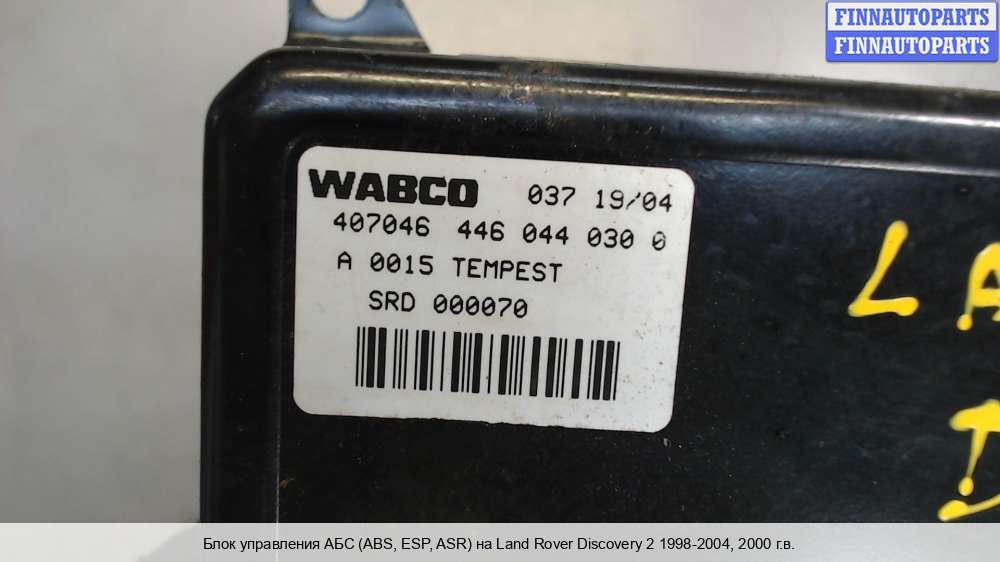 FINNAUTOPARTS
FINNAUTOPARTS
WABCO 037 19/04
407046 446 044 030 0
A 0015 TEMPEST
SRD 000070
LA
D
Блок управления АБС (ABS, ESP, ASR) на Land Rover Discovery 2 1998-2004, 2000 г.в.